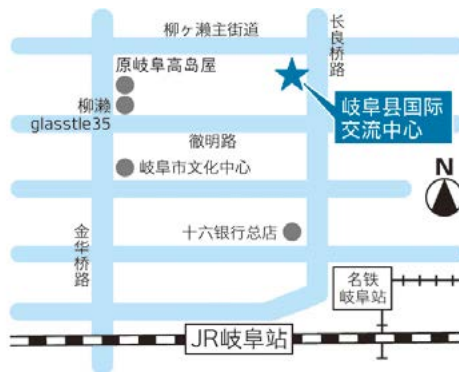 柳ヶ瀬主街道
长良桥路
原岐阜高岛屋
柳濑
glasstle35
岐阜县国际
交流中心
徹明路
岐阜市文化中心
N
金华桥路
十六银行总店
名铁
岐阜站
JR岐阜站